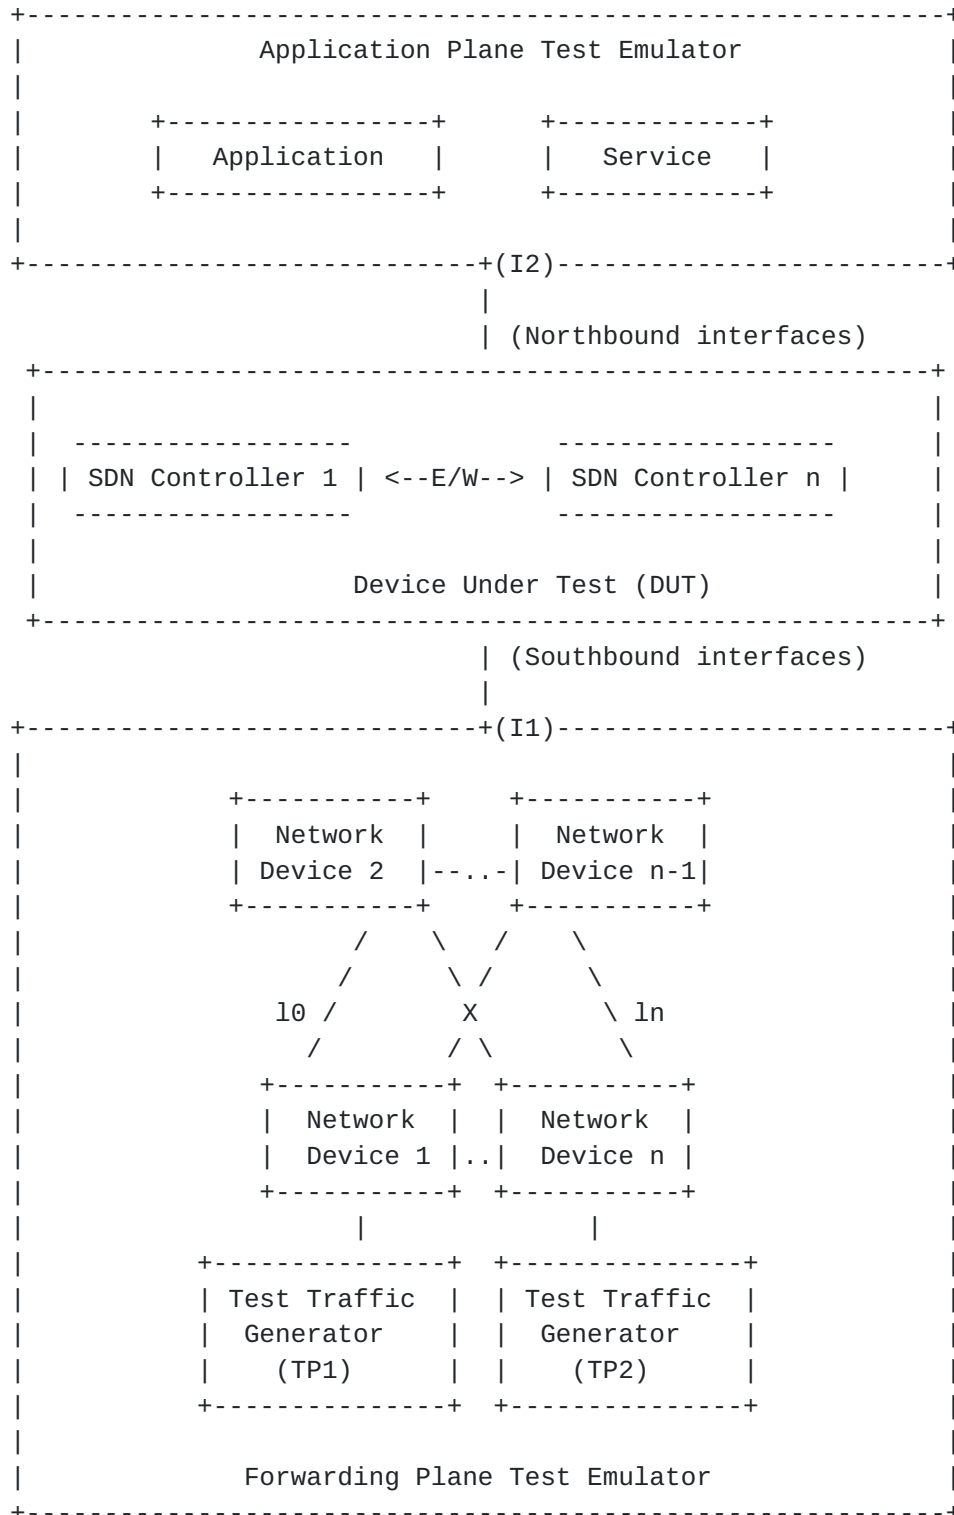 Application Plane Test Emulator
Application Service
(I2)
(Northbound interfaces)
SDN Controller 1 <--E/W--> SDN Controller n
Device Under Test (DUT)
(Southbound interfaces)
(I1)
Network Network
Device 2 |--..-| Device n-1
l0 X ln
Network Network
Device 1 |..| Device n
Test Traffic Test Traffic
Generator Generator
(TP1) (TP2)
Forwarding Plane Test Emulator